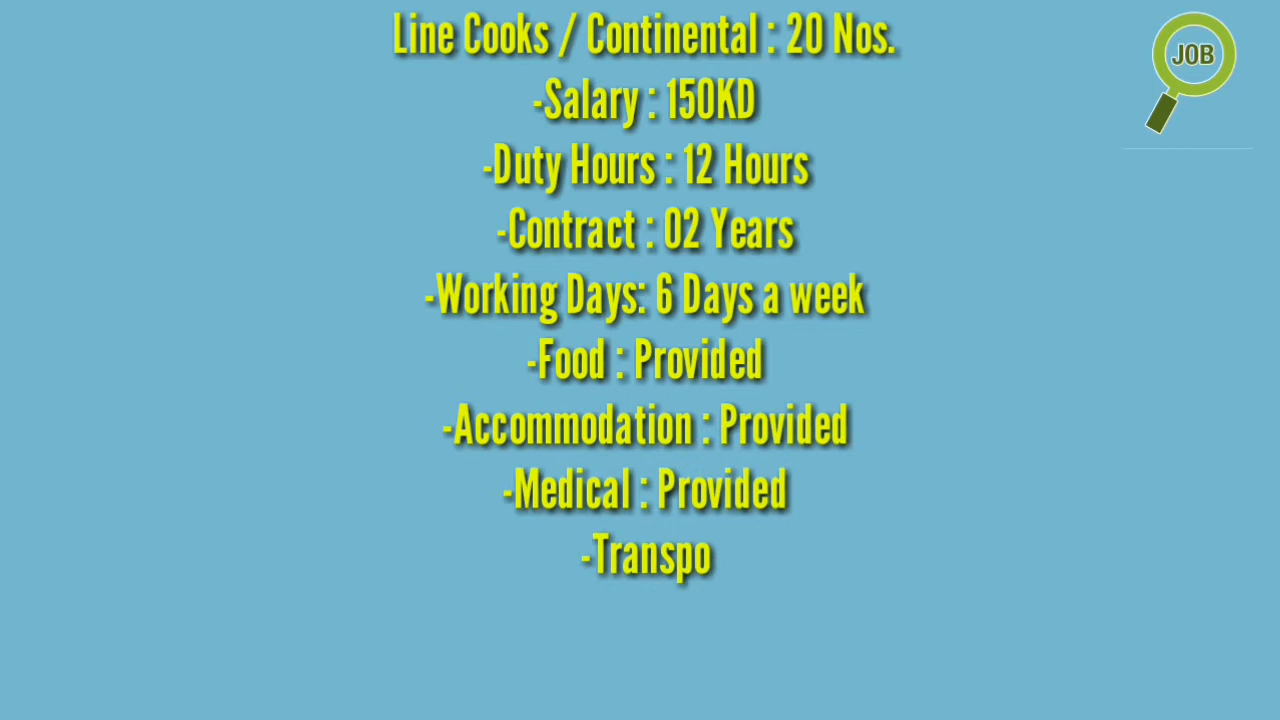 Line Cooks / Continental : 20 Nos.
-Salary : 150KD
-Duty Hours : 12 Hours
-Contract : 02 Years
-Working Days: 6 Days a week
-Food : Provided
-Accommodation : Provided
-Medical : Provided
-Transpo
JOB